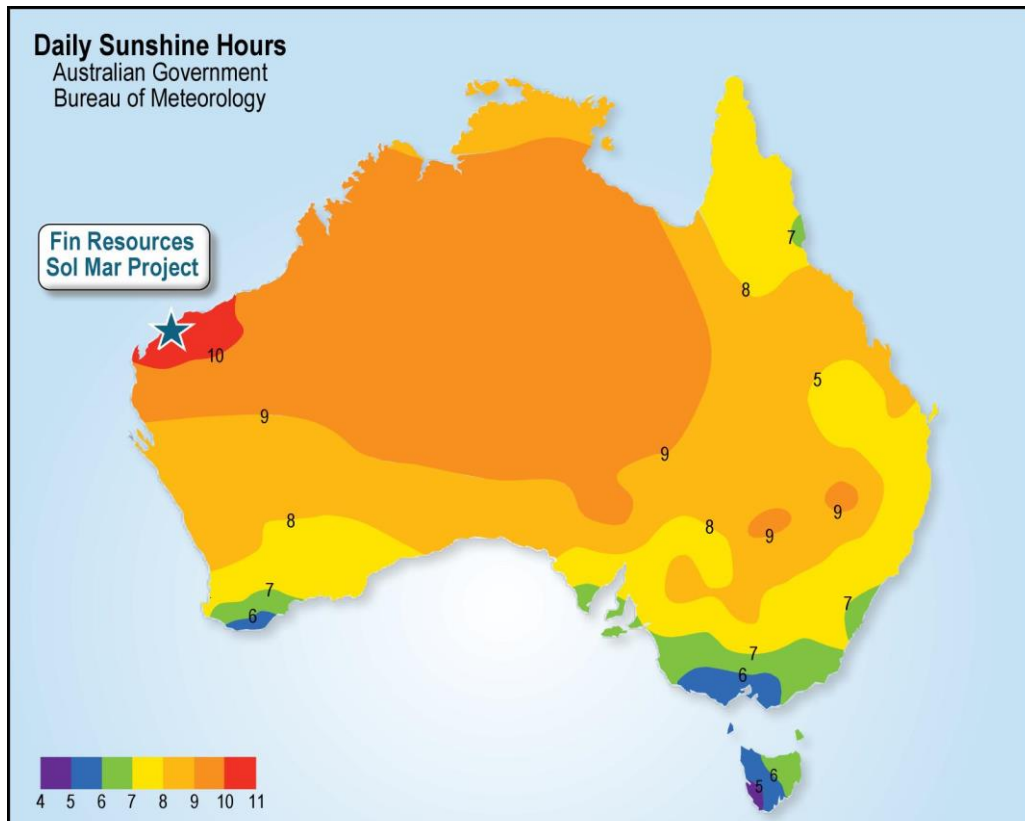 Daily Sunshine Hours
Australian Government
Bureau of Meteorology
Fin Resources
Sol Mar Project
7
8
10
5
9
9
8
8
9
9
7
6
7
7
6
6
5
4 5 6 7 8 9 10 11